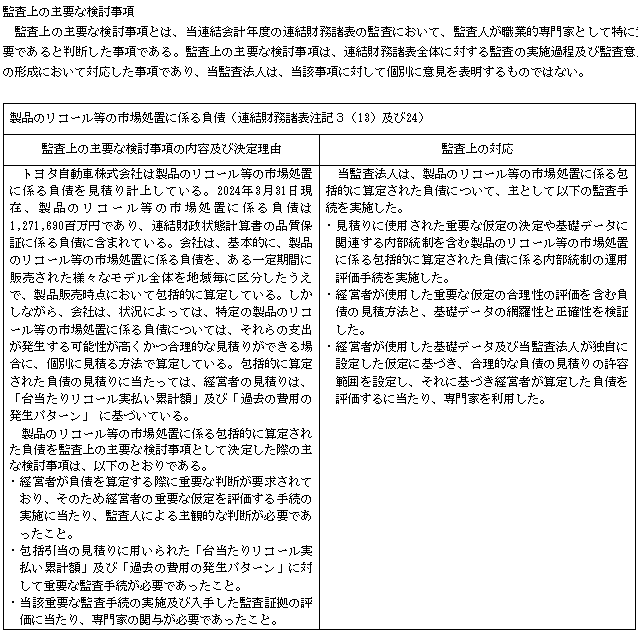 監査上の主要な検討事項
監査上の主要な検討事項とは、当連結会計年度の連結財務諸表の監査において、監査人が職業的専門家として特に
要であると判断した事項である。監査上の主要な検討事項は、連結財務諸表全体に対する監査の実施過程及び監査意
の形成において対応した事項であり、当監査法人は、当該事項に対して個別に意見を表明するものではない。
製品のリコール等の市場処置に係る負債（連結財務諸表注記３（13）及び24）
監査上の主要な検討事項の内容及び決定理由
トヨタ自動車株式会社は製品のリコール等の市場処置
に係る負債を見積り計上している。2024年３月31日現
在、製品のリコール等の市場処置に係る負債は
1,271,690百万円であり、連結財政状態計算書の品質保
証に係る負債に含まれている。会社は、基本的に、製品
のリコール等の市場処置に係る負債を、ある一定期間に
販売された様々なモデル全体を地域毎に区分したうえ
で、製品販売時点において包括的に算定している。しか
しながら、会社は、状況によっては、特定の製品のリコ
ール等の市場処置に係る負債については、それらの支出
が発生する可能性が高くかつ合理的な見積りができる場
合に、個別に見積る方法で算定している。包括的に算定
された負債の見積りに当たっては、経営者の見積りは、
「台当たりリコール実払い累計額」及び「過去の費用の
発生パターン」 に基づいている。
製品のリコール等の市場処置に係る包括的に算定され
た負債を監査上の主要な検討事項として決定した際の主
な検討事項は、以下のとおりである。
・経営者が負債を算定する際に重要な判断が要求されて
おり、そのため経営者の重要な仮定を評価する手続の
実施に当たり、監査人による主観的な判断が必要であ
ったこと。
・包括引当の見積りに用いられた「台当たりリコール実
払い累計額」及び「過去の費用の発生パターン」に対
して重要な監査手続が必要であったこと。
・当該重要な監査手続の実施及び入手した監査証拠の評
価に当たり、専門家の関与が必要であったこと。
監査上の対応
当監査法人は、製品のリコール等の市場処置に係る包
括的に算定された負債について、主として以下の監査手
続を実施した。
・見積りに使用された重要な仮定の決定や基礎データに
関連する内部統制を含む製品のリコール等の市場処置
に係る包括的に算定された負債に係る内部統制の運用
評価手続を実施した。
・経営者が使用した重要な仮定の合理性の評価を含む負
債の見積方法と、基礎データの網羅性と正確性を検証
した。
・経営者が使用した基礎データ及び当監査法人が独自に
設定した仮定に基づき、合理的な負債の見積りの許容
範囲を設定し、それに基づき経営者が算定した負債を
評価するに当たり、専門家を利用した。